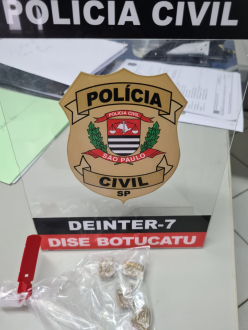 POLÍCIA CIVIL
POLÍCIA
POLÍCIA CIVIL
SÃO PAULO
CIVIL
SP
DEINTER-7
DISE BOTUCATU